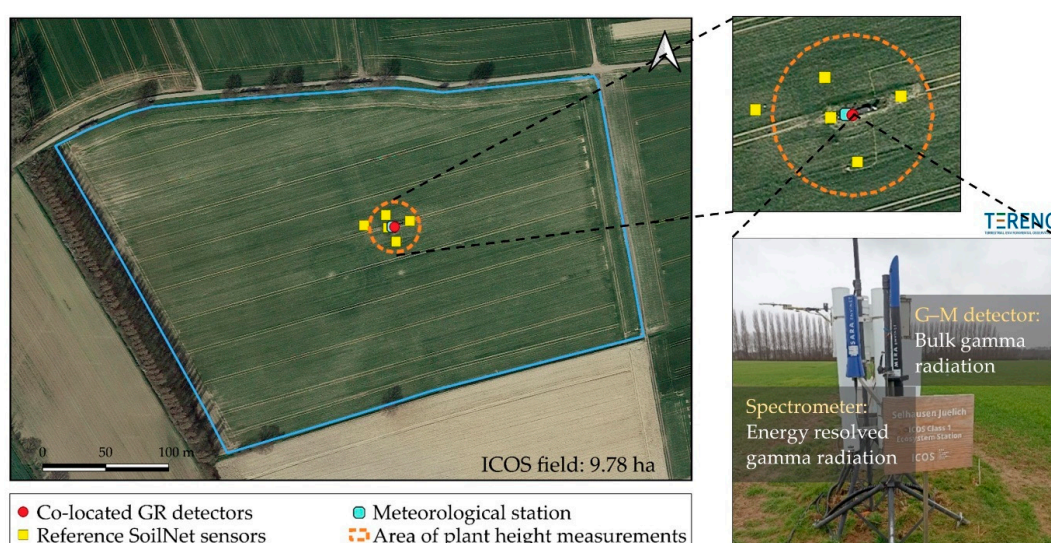 TERENO
G–M detector:
Bulk gamma
radiation
Spectrometer:
Energy resolved
gamma radiation
Selhausen Juelich
ICOS Class 1
Ecosystem Station
ICOS
SARA
0 50 100 m
ICOS field: 9.78 ha
Co-located GR detectors
Meteorological station
Reference SoilNet sensors
Area of plant height measurements